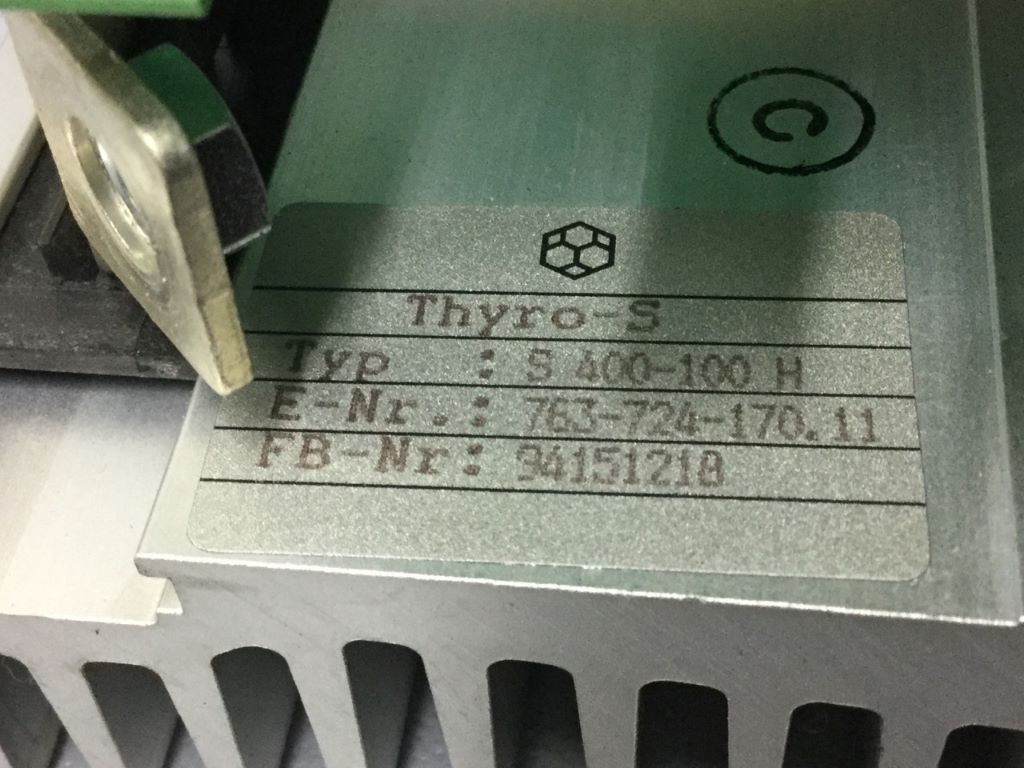 C
Thyro-S
Typ : S 400-100 H
E-Nr.: 763-724-170.11
FB-Nr: 94151218